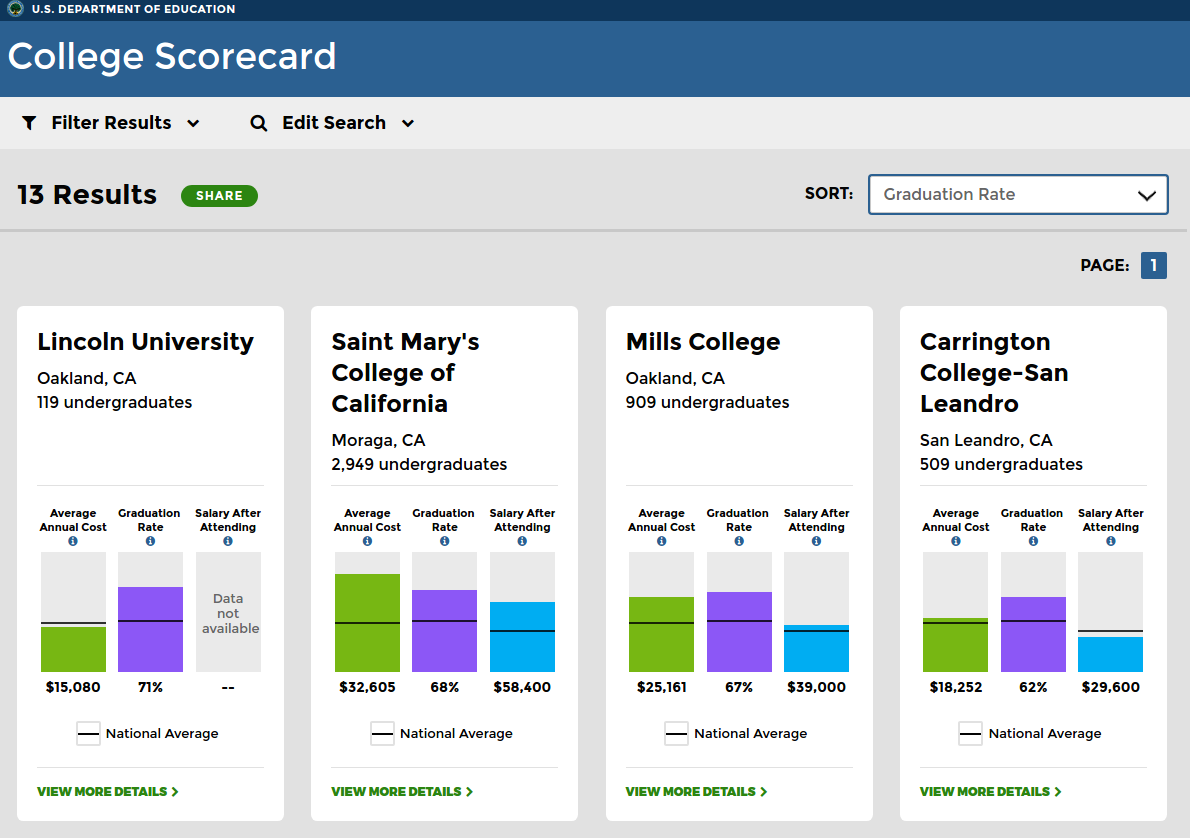 U.S. DEPARTMENT OF EDUCATION
College Scorecard
Filter Results
Edit Search
13 Results
SHARE
SORT:
Graduation Rate
PAGE:
1
Lincoln University
Oakland, CA
119 undergraduates
Average
Annual Cost
Graduation
Rate
Salary After
Attending
Data
not
available
$15,080
71%
--
National Average
VIEW MORE DETAILS >
Saint Mary's
College of
California
Moraga, CA
2,949 undergraduates
Average
Annual Cost
Graduation
Rate
Salary After
Attending
$32,605
68%
$58,400
National Average
VIEW MORE DETAILS >
Mills College
Oakland, CA
909 undergraduates
Average
Annual Cost
Graduation
Rate
Salary After
Attending
$25,161
67%
$39,000
National Average
VIEW MORE DETAILS >
Carrington
College-San
Leandro
San Leandro, CA
509 undergraduates
Average
Annual Cost
Graduation
Rate
Salary After
Attending
$18,252
62%
$29,600
National Average
VIEW MORE DETAILS >